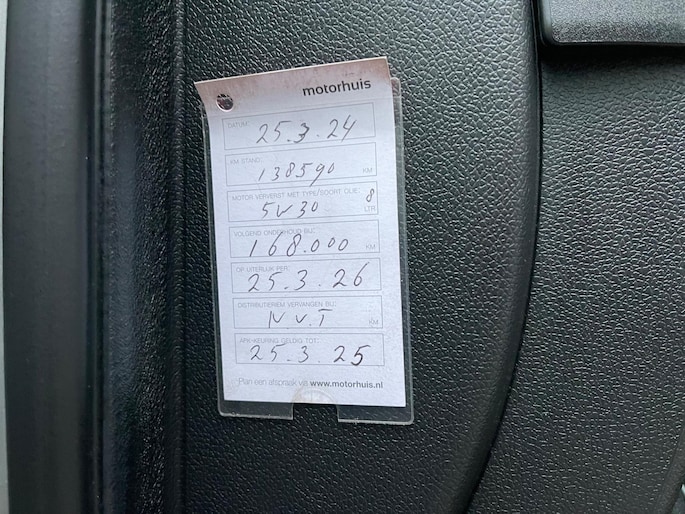 motorhuis
DATUM:
25.3.24
KM STAND:
138590 KM
MOTOR VERVERST MET TYPE/SOORT OLIE:
5W30 8 LTR
VOLGEND ONDERHOUD BIJ:
168.000 KM
OF UITERLIJK PER:
25.3.26
DISTRIBUTIERIEM VERVANGEN BIJ:
N.V.T KM
APK-KEURING GELDIG TOT:
25.3.25
Plan een afspraak via www.motorhuis.nl